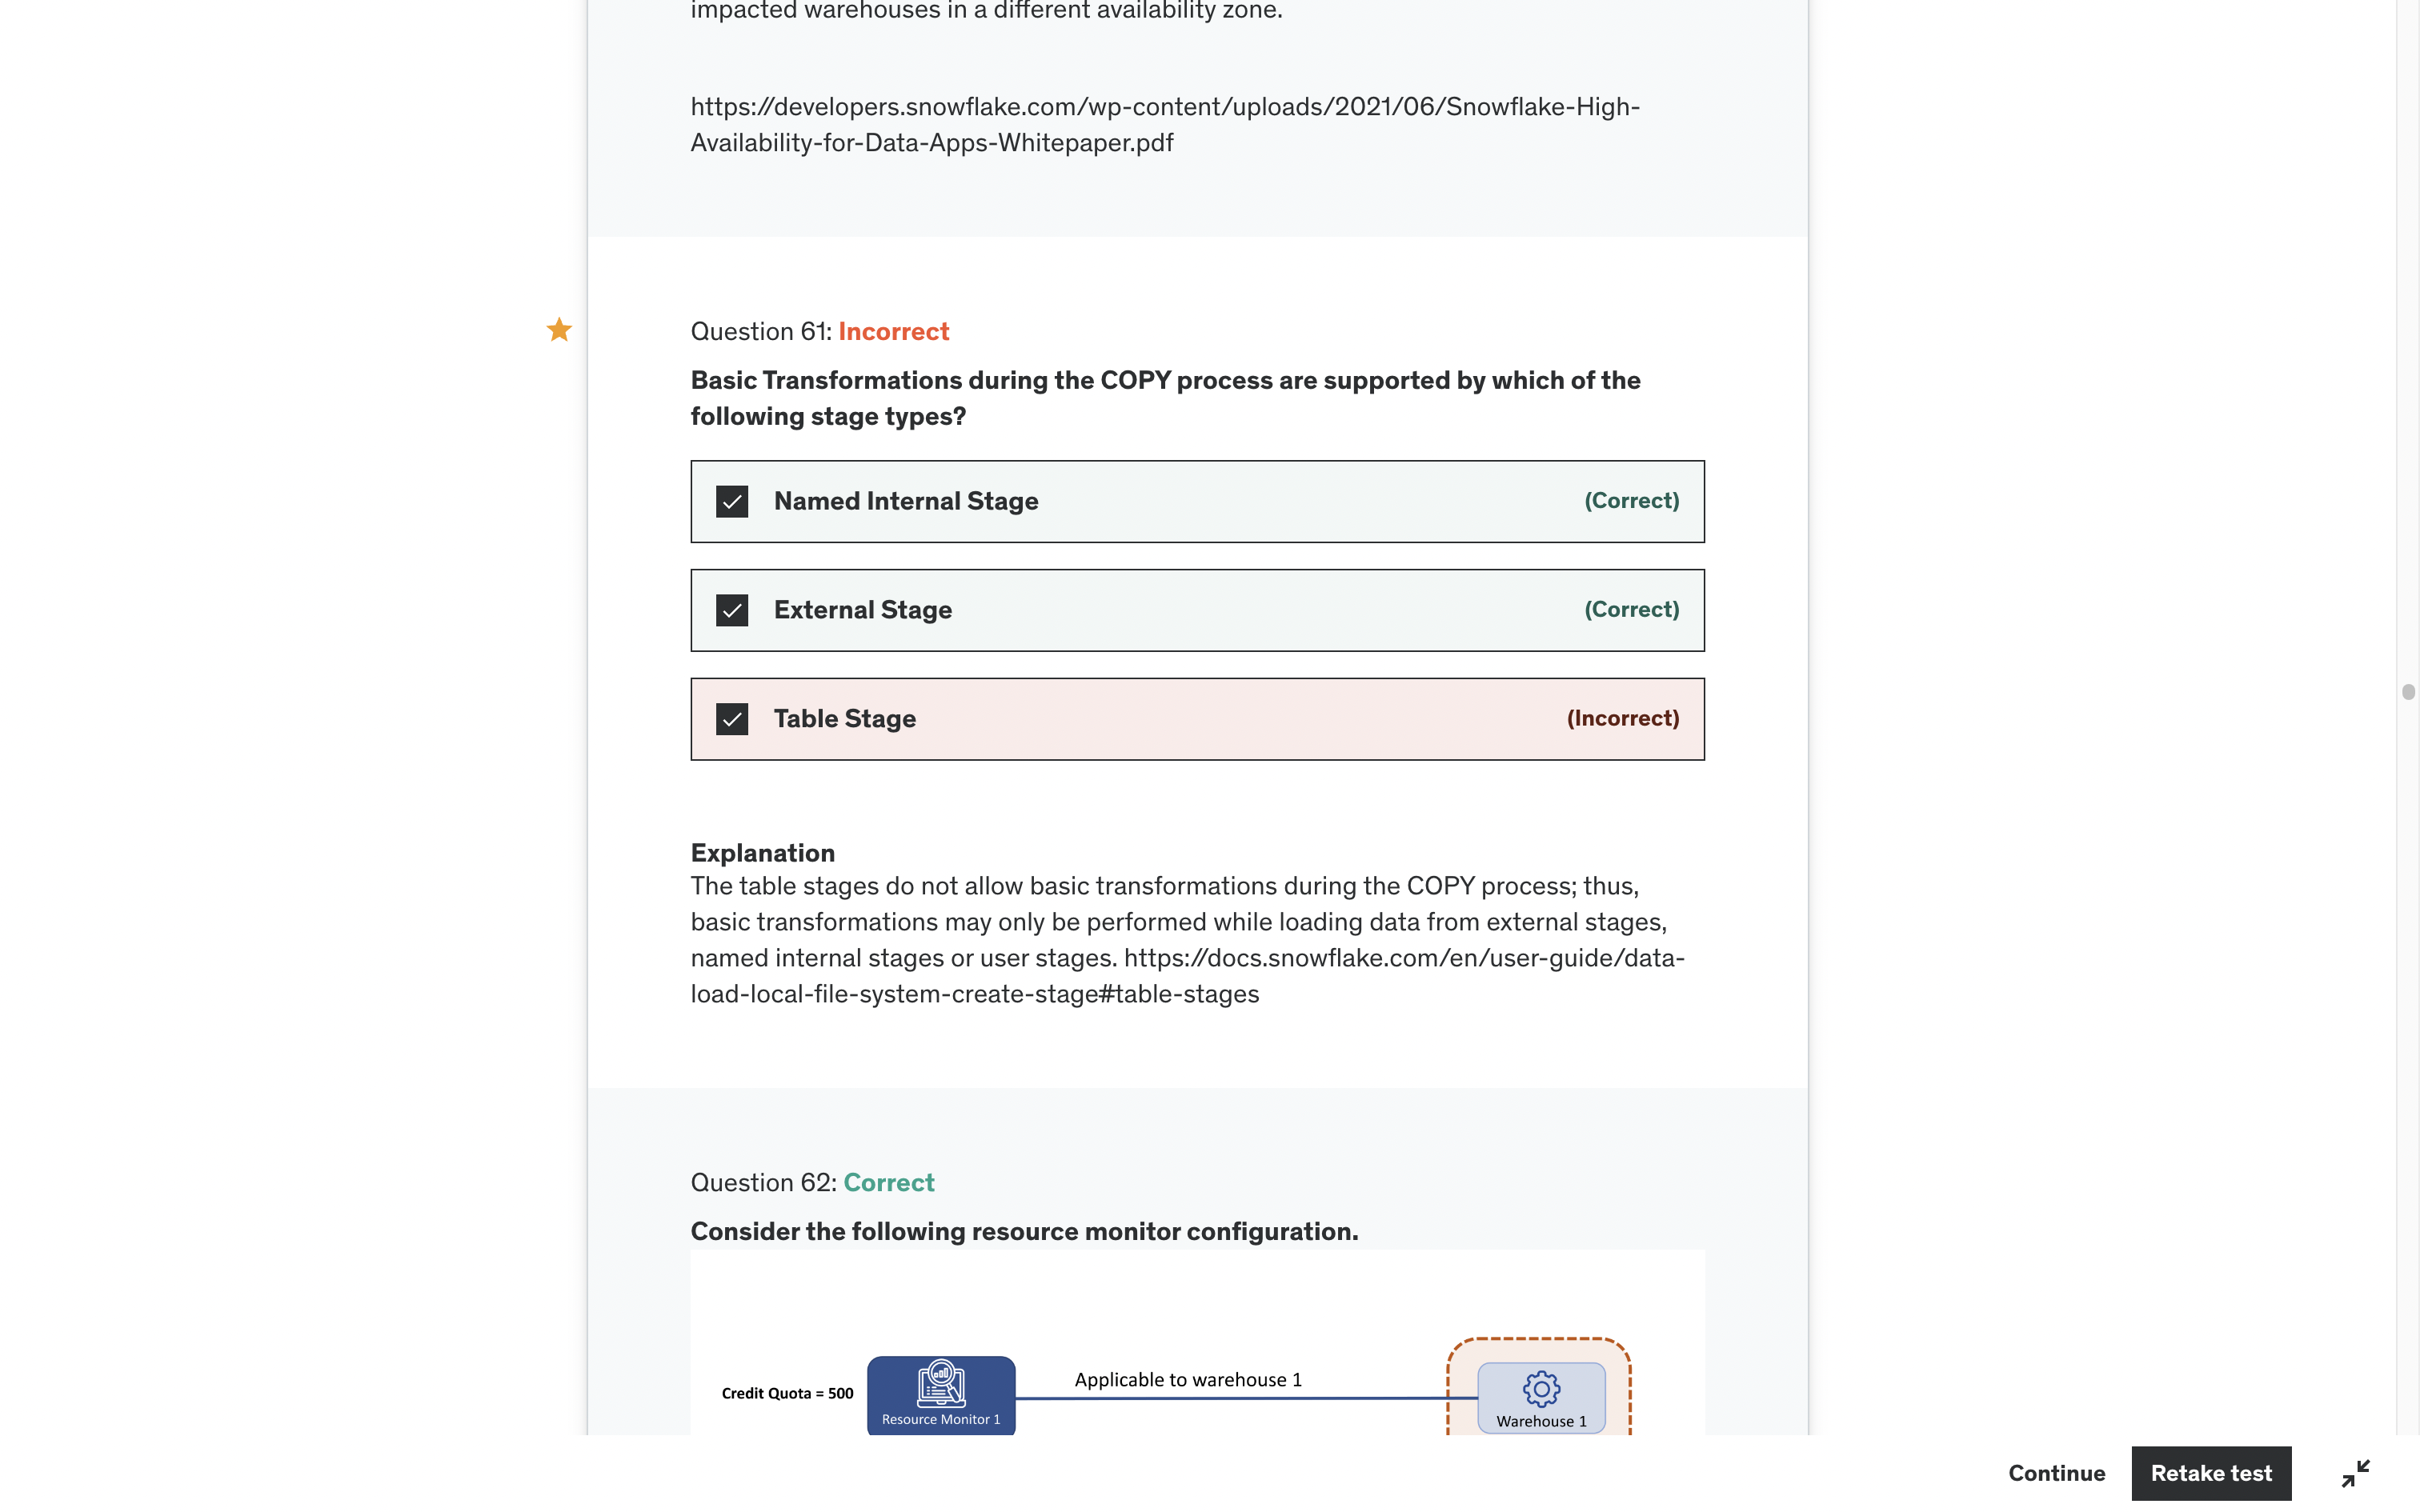 impacted warehouses in a different availability zone.
https://developers.snowflake.com/wp-content/uploads/2021/06/Snowflake-High-
Availability-for-Data-Apps-Whitepaper.pdf
Question 61: Incorrect
Basic Transformations during the COPY process are supported by which of the
following stage types?
Named Internal Stage (Correct)
External Stage (Correct)
Table Stage (Incorrect)
Explanation
The table stages do not allow basic transformations during the COPY process; thus,
basic transformations may only be performed while loading data from external stages,
named internal stages or user stages. https://docs.snowflake.com/en/user-guide/data-
load-local-file-system-create-stage#table-stages
Question 62: Correct
Consider the following resource monitor configuration.
Applicable to warehouse 1
Credit Quota = 500
Resource Monitor 1
Warehouse 1
Continue
Retake test